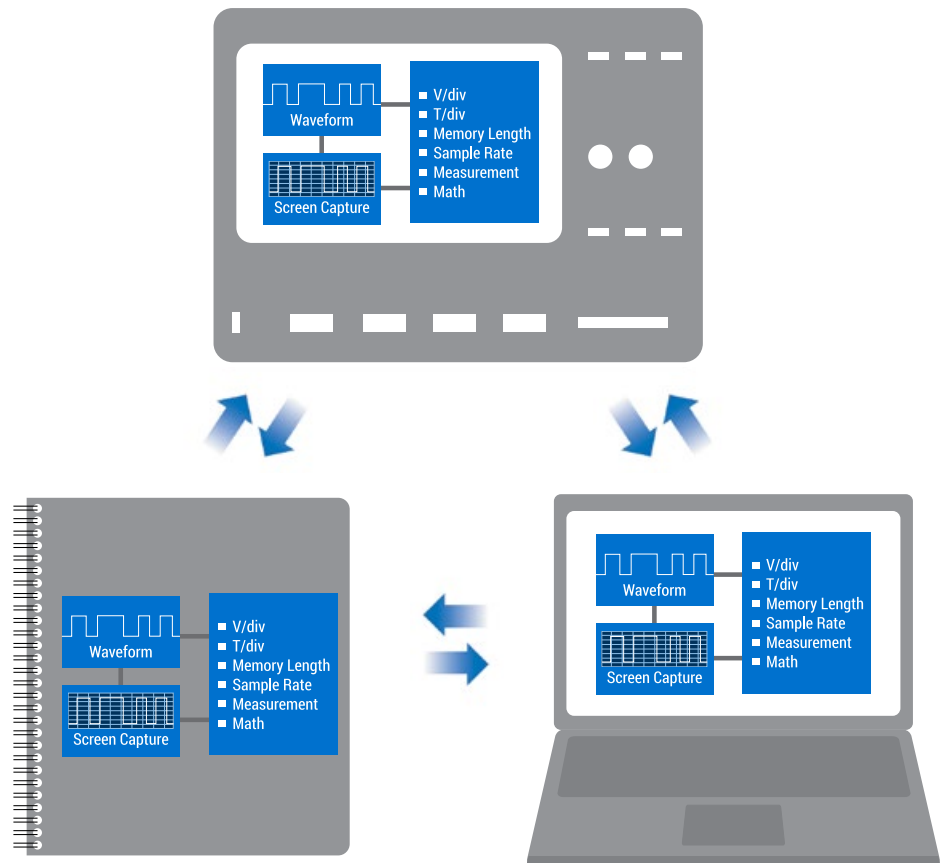 Waveform
Screen Capture
V/div
T/div
Memory Length
Sample Rate
Measurement
Math
Waveform
Screen Capture
V/div
T/div
Memory Length
Sample Rate
Measurement
Math
Waveform
Screen Capture
V/div
T/div
Memory Length
Sample Rate
Measurement
Math